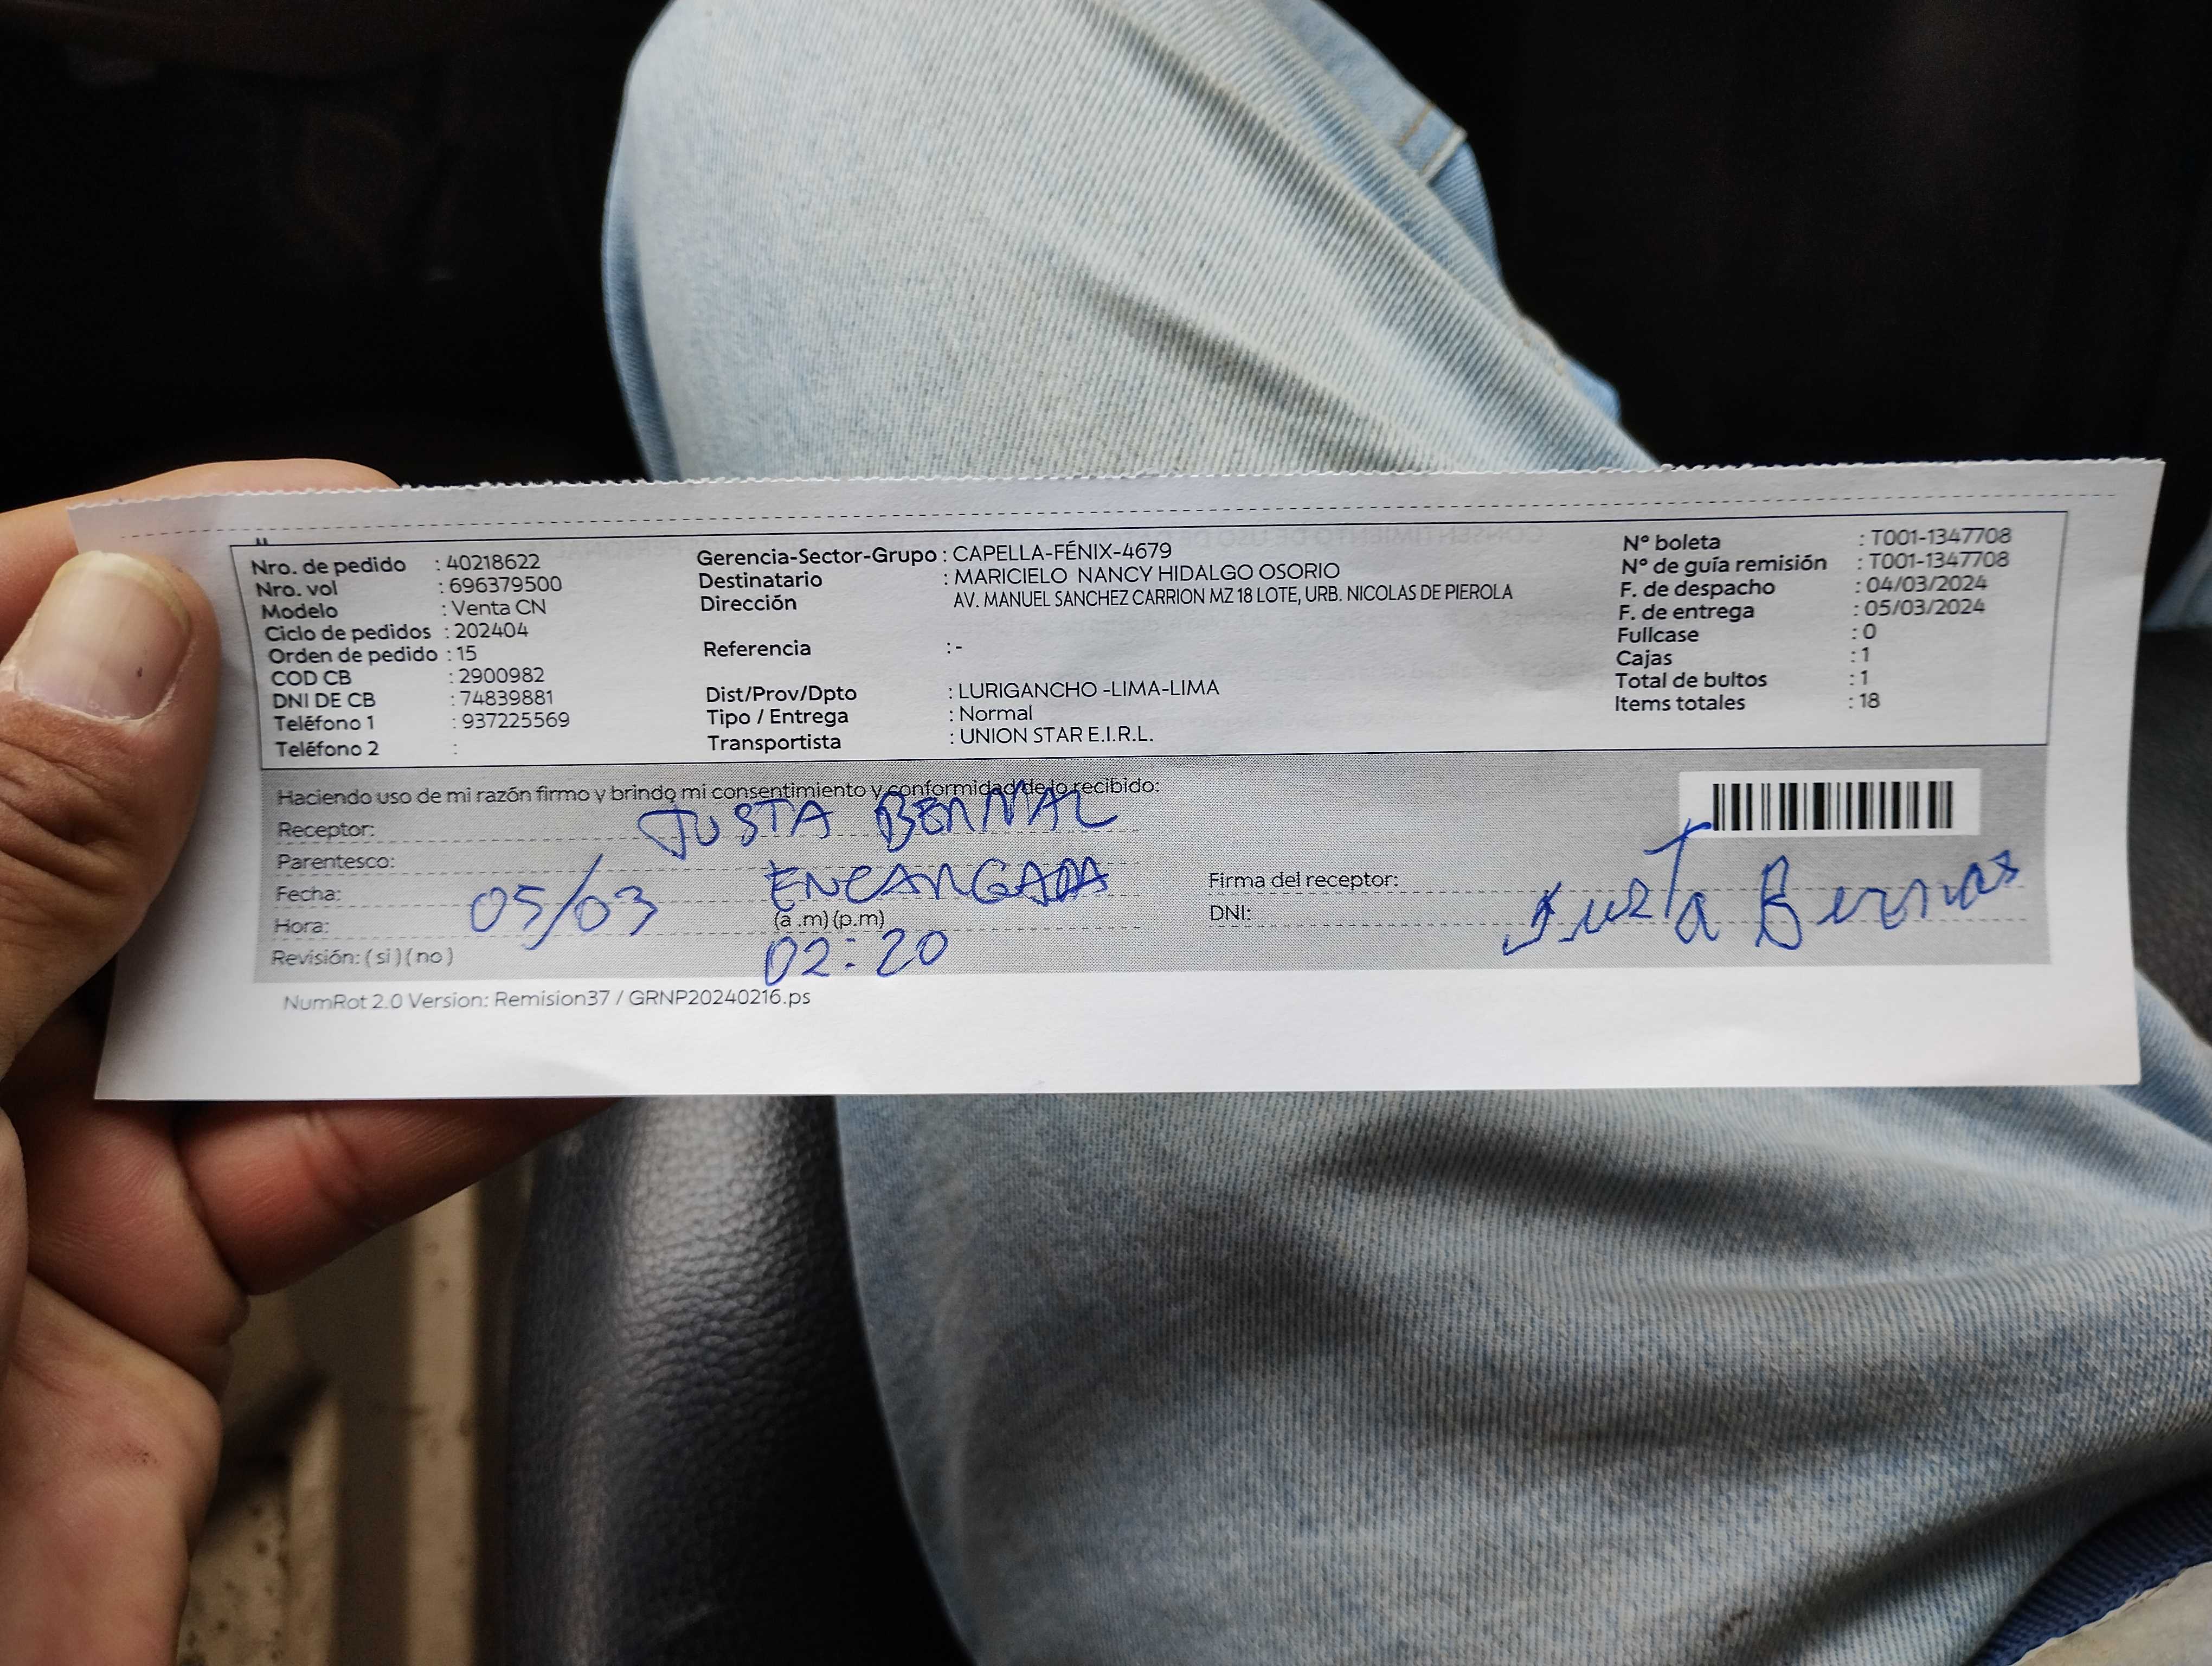 Nro. de pedido : 40218622
Nro. vol : 696379500
Modelo : Venta CN
Ciclo de pedidos : 202404
Orden de pedido : 15
COD CB : 2900982
DNI DE CB : 74839881
Teléfono 1 : 937225569
Teléfono 2 :
Gerencia-Sector-Grupo : CAPELLA-FÉNIX-4679
Destinatario : MARICIELO NANCY HIDALGO OSORIO
Dirección AV. MANUEL SANCHEZ CARRION MZ 18 LOTE, URB. NICOLAS DE PIEROLA
Referencia : -
Dist/Prov/Dpto : LURIGANCHO -LIMA-LIMA
Tipo / Entrega : Normal
Transportista : UNION STAR E.I.R.L.
N° boleta : T001-1347708
N° de guía remisión : T001-1347708
F. de despacho : 04/03/2024
F. de entrega : 05/03/2024
Fullcase : 0
Cajas : 1
Total de bultos : 1
Items totales : 18
Haciendo uso de mi razón firmo y brindo mi consentimiento y conformidad de lo recibido:
Receptor: JUSTA BERNAL
Parentesco: ENCARGADA
Fecha: 05/03
Hora: (a .m) (p.m) 02:20
Revisión: ( si ) ( no )
Firma del receptor: Justa Bernal
DNI:
NumRot 2.0 Version: Remision37 / GRNP20240216.ps